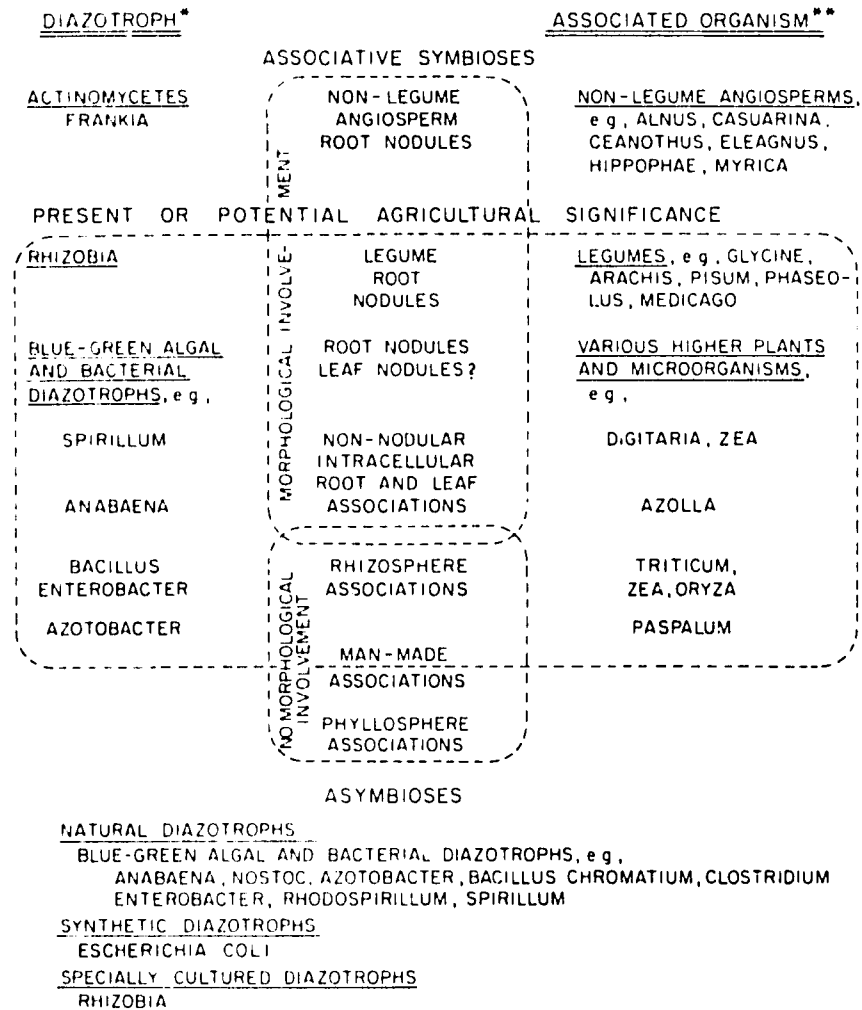 DIAZOTROPH* ASSOCIATED ORGANISM**
ASSOCIATIVE SYMBIOSES
ACTINOMYCETES
FRANKIA
NON-LEGUME
ANGIOSPERM
ROOT NODULES
NON-LEGUME ANGIOSPERMS,
e g, ALNUS, CASUARINA,
CEANOTHUS, ELEAGNUS,
HIPPOPHAE, MYRICA
PRESENT OR POTENTIAL AGRICULTURAL SIGNIFICANCE
MORPHOLOGICAL INVOLVE-MENT
RHIZOBIA
LEGUME
ROOT
NODULES
LEGUMES, e g, GLYCINE,
ARACHIS, PISUM, PHASEO-
LUS, MEDICAGO
BLUE-GREEN ALGAL
AND BACTERIAL
DIAZOTROPHS, e g,
ROOT NODULES
LEAF NODULES?
VARIOUS HIGHER PLANTS
AND MICROORGANISMS,
e g,
SPIRILLUM
NON-NODULAR
INTRACELLULAR
ROOT AND LEAF
ASSOCIATIONS
DIGITARIA, ZEA
ANABAENA
AZOLLA
NO MORPHOLOGICAL
INVOLVEMENT
BACILLUS
ENTEROBACTER
RHIZOSPHERE
ASSOCIATIONS
TRITICUM,
ZEA, ORYZA
AZOTOBACTER
PASPALUM
MAN-MADE
ASSOCIATIONS
PHYLLOSPHERE
ASSOCIATIONS
ASYMBIOSES
NATURAL DIAZOTROPHS
BLUE-GREEN ALGAL AND BACTERIAL DIAZOTROPHS, e g,
ANABAENA, NOSTOC, AZOTOBACTER, BACILLUS CHROMATIUM, CLOSTRIDIUM
ENTEROBACTER, RHODOSPIRILLUM, SPIRILLUM
SYNTHETIC DIAZOTROPHS
ESCHERICHIA COLI
SPECIALLY CULTURED DIAZOTROPHS
RHIZOBIA